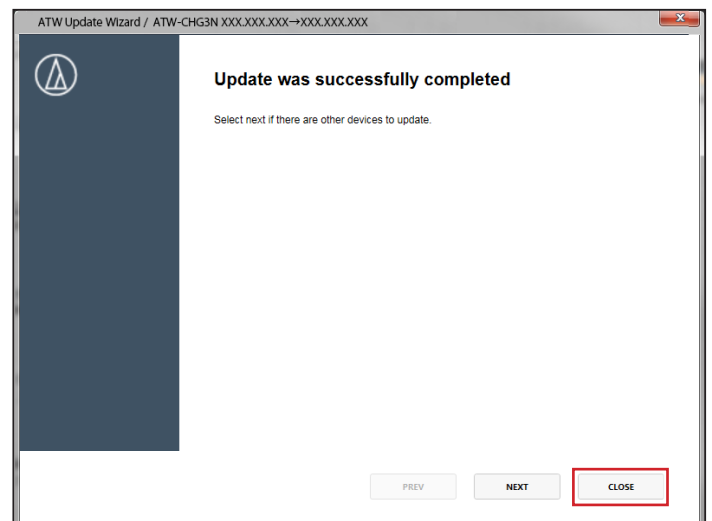 ATW Update Wizard / ATW-CHG3N XXX.XXX.XXX→XXX.XXX.XXX
X
Update was successfully completed
Select next if there are other devices to update.
PREV NEXT CLOSE